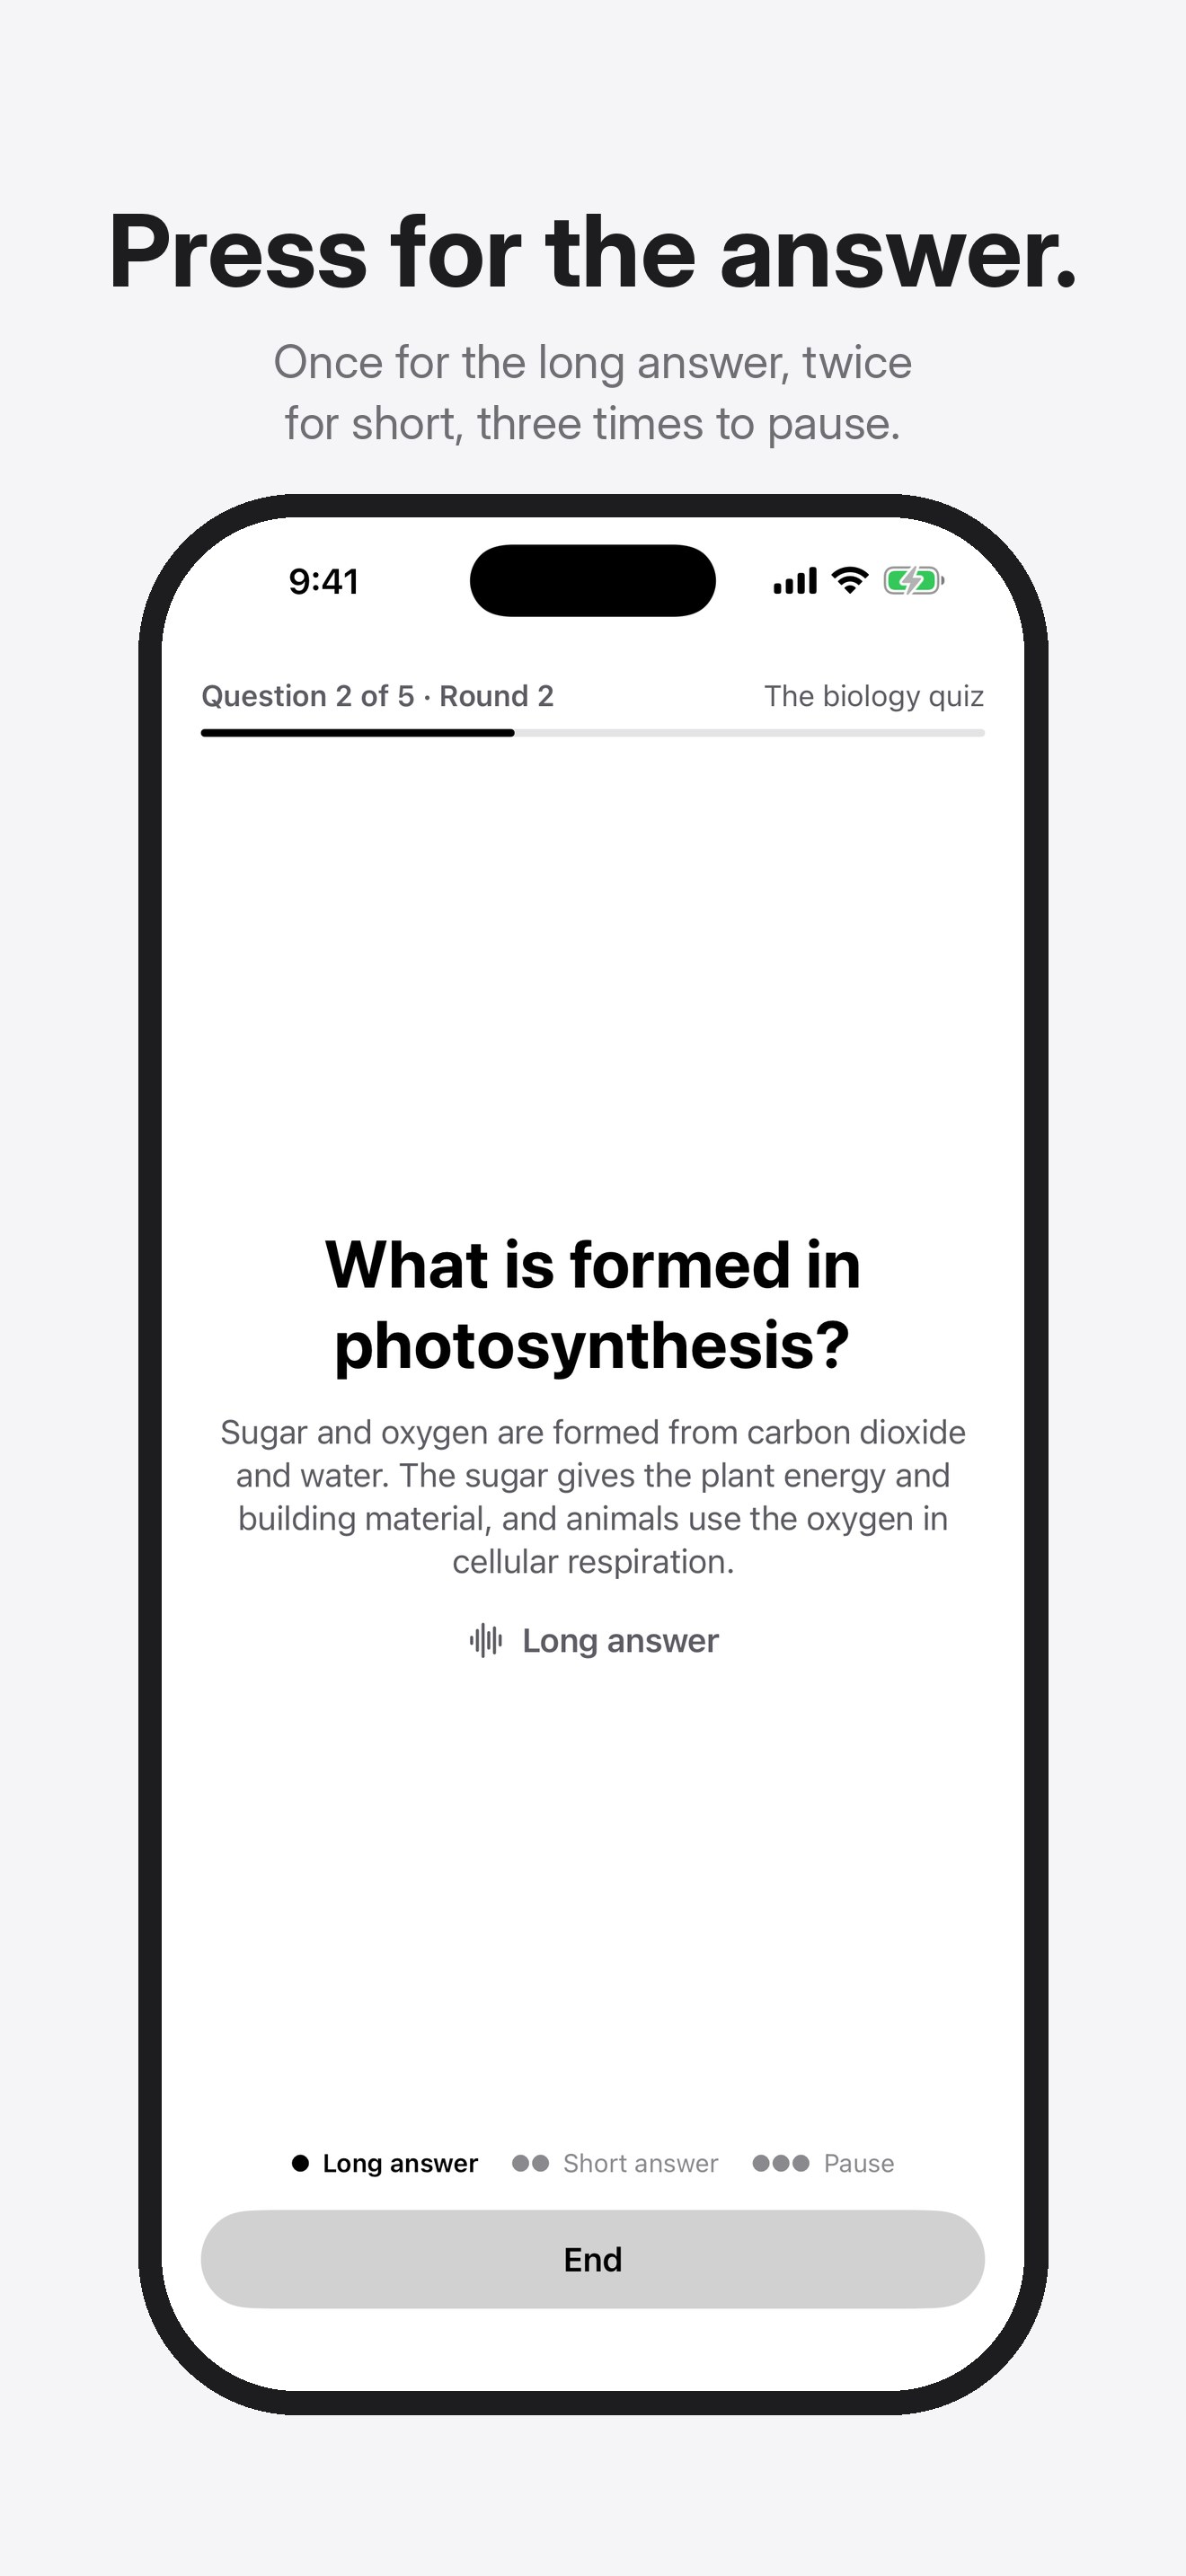 Press for the answer.
Once for the long answer, twice
for short, three times to pause.
9:41
Question 2 of 5 · Round 2
The biology quiz
What is formed in
photosynthesis?
Sugar and oxygen are formed from carbon dioxide
and water. The sugar gives the plant energy and
building material, and animals use the oxygen in
cellular respiration.
Long answer
Long answer
Short answer
Pause
End